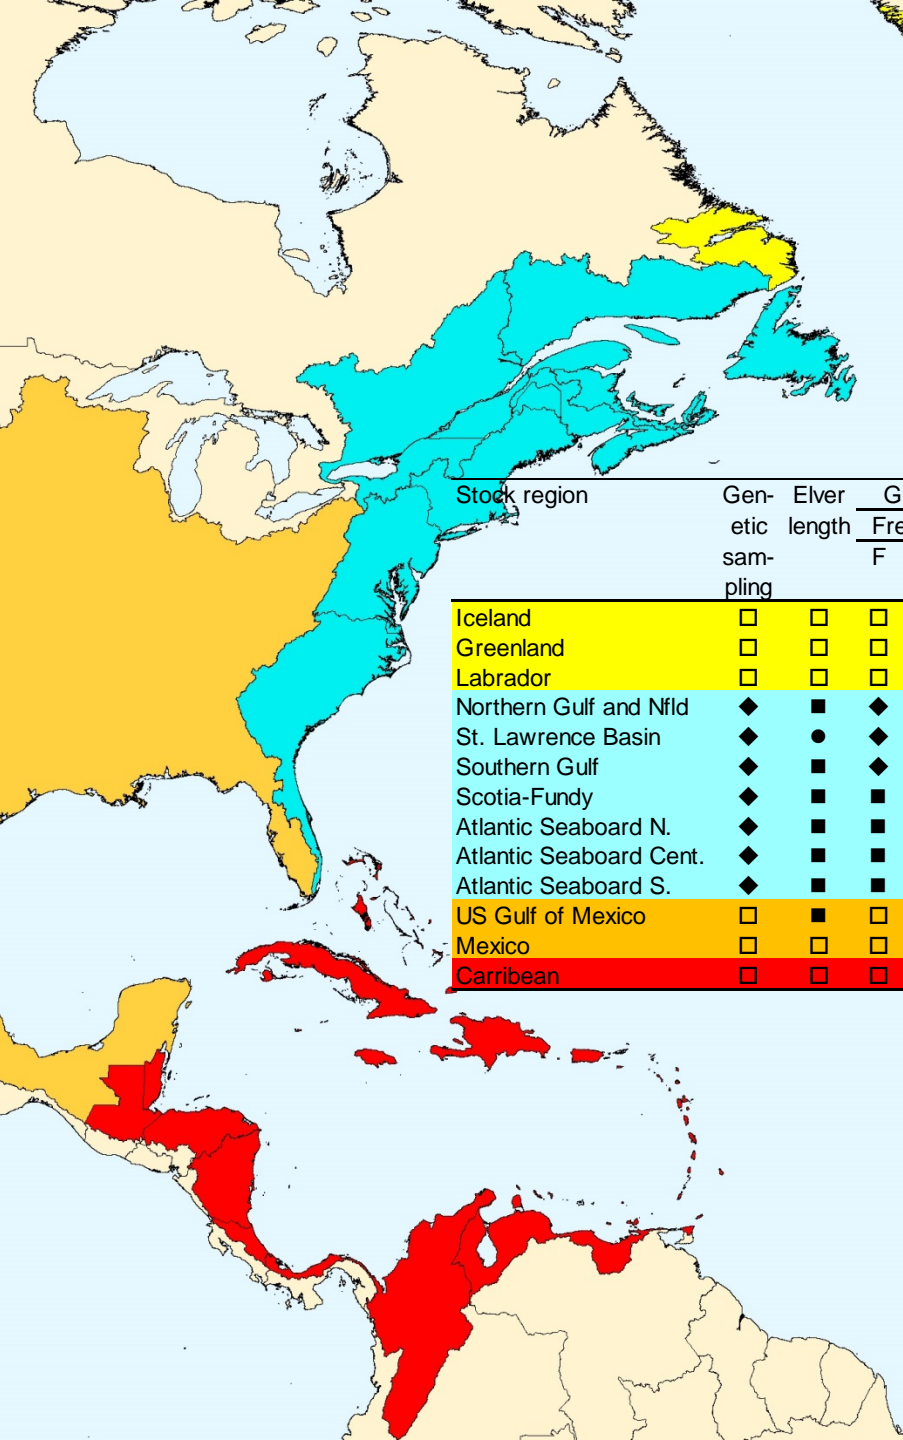 Stock region Gen- Elver G
etic length Fre
sam- F
pling
Iceland □ □ □
Greenland □ □ □
Labrador □ □ □
Northern Gulf and Nfld ◆ ■ ◆
St. Lawrence Basin ◆ ● ◆
Southern Gulf ◆ ■ ◆
Scotia-Fundy ◆ ■ ■
Atlantic Seaboard N. ◆ ■ ■
Atlantic Seaboard Cent. ◆ ■ ■
Atlantic Seaboard S. ◆ ■ ■
US Gulf of Mexico □ ■ □
Mexico □ □ □
Carribean □ □ □